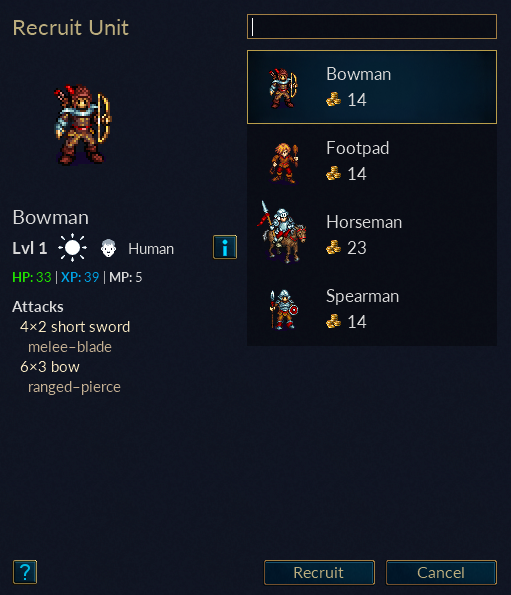 Recruit Unit
Bowman
Lvl 1 Human
HP: 33 | XP: 39 | MP: 5
Attacks
4×2 short sword
melee–blade
6×3 bow
ranged–pierce
Bowman
14
Footpad
14
Horseman
23
Spearman
14
?
Recruit
Cancel